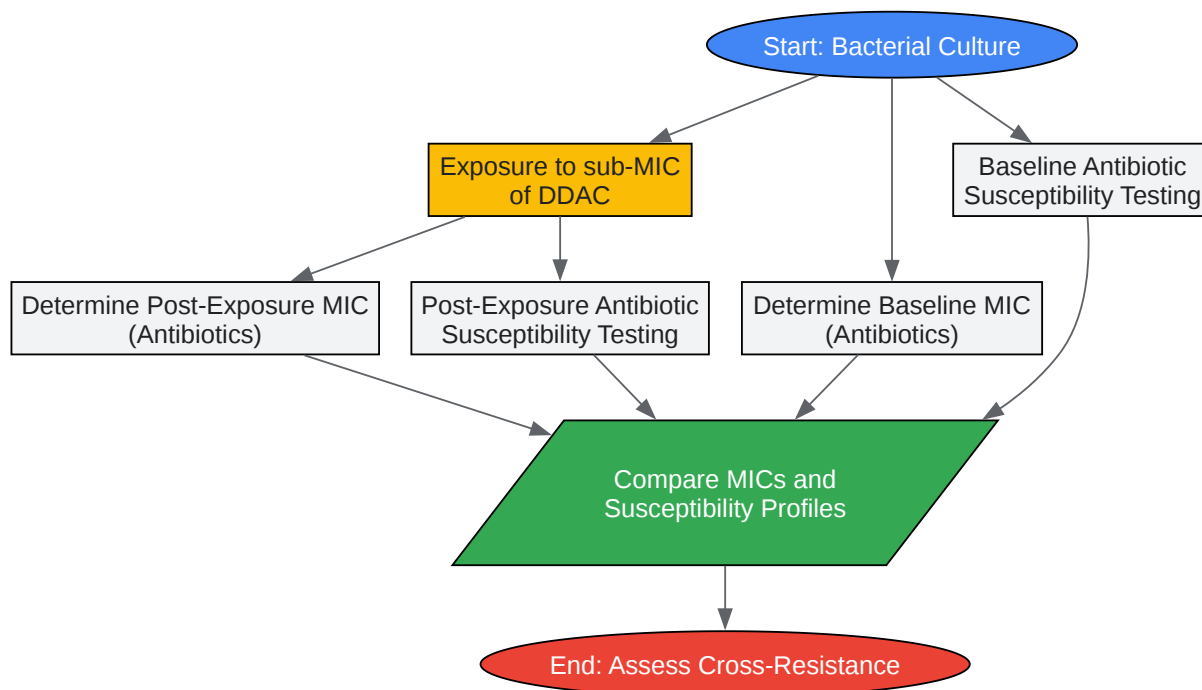 Start: Bacterial Culture
Exposure to sub-MIC
of DDAC
Baseline Antibiotic
Susceptibility Testing
Determine Post-Exposure MIC
(Antibiotics)
Post-Exposure Antibiotic
Susceptibility Testing
Determine Baseline MIC
(Antibiotics)
Compare MICs and
Susceptibility Profiles
End: Assess Cross-Resistance